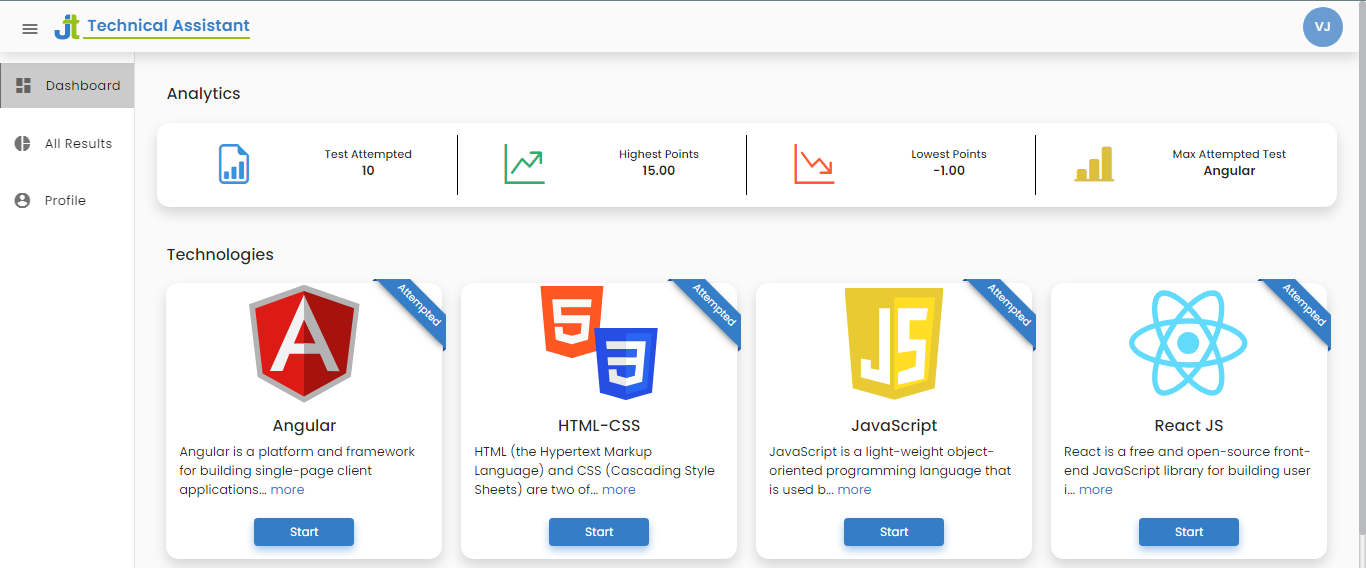 Jt Technical Assistant
VJ
Dashboard
All Results
Profile
Analytics
Test Attempted
10
Highest Points
15.00
Lowest Points
-1.00
Max Attempted Test
Angular
Technologies
Attempted
A
Angular
Angular is a platform and framework
for building single-page client
applications... more
Start
Attempted
5
3
HTML-CSS
HTML (the Hypertext Markup
Language) and CSS (Cascading Style
Sheets) are two of... more
Start
Attempted
JS
JavaScript
JavaScript is a light-weight object-
oriented programming language that
is used b... more
Start
Attempted
React JS
React is a free and open-source front-
end JavaScript library for building user
i... more
Start